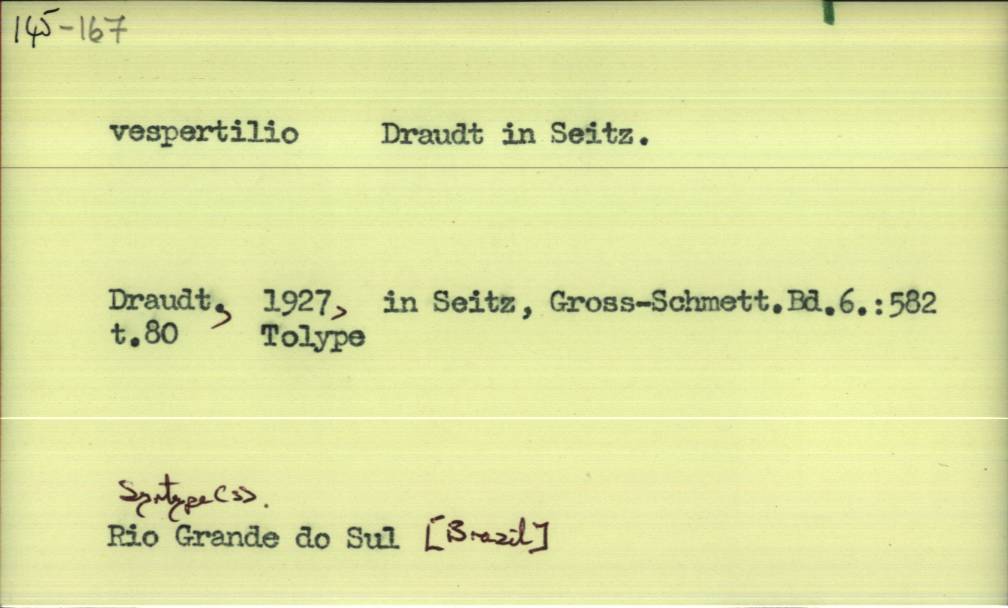 145-167
vespertilio Draudt in Seitz.
Draudt., 1927, in Seitz, Gross-Schmett.Bd.6.:582
t.80 Tolype
Syntype(s).
Rio Grande do Sul [Brazil]